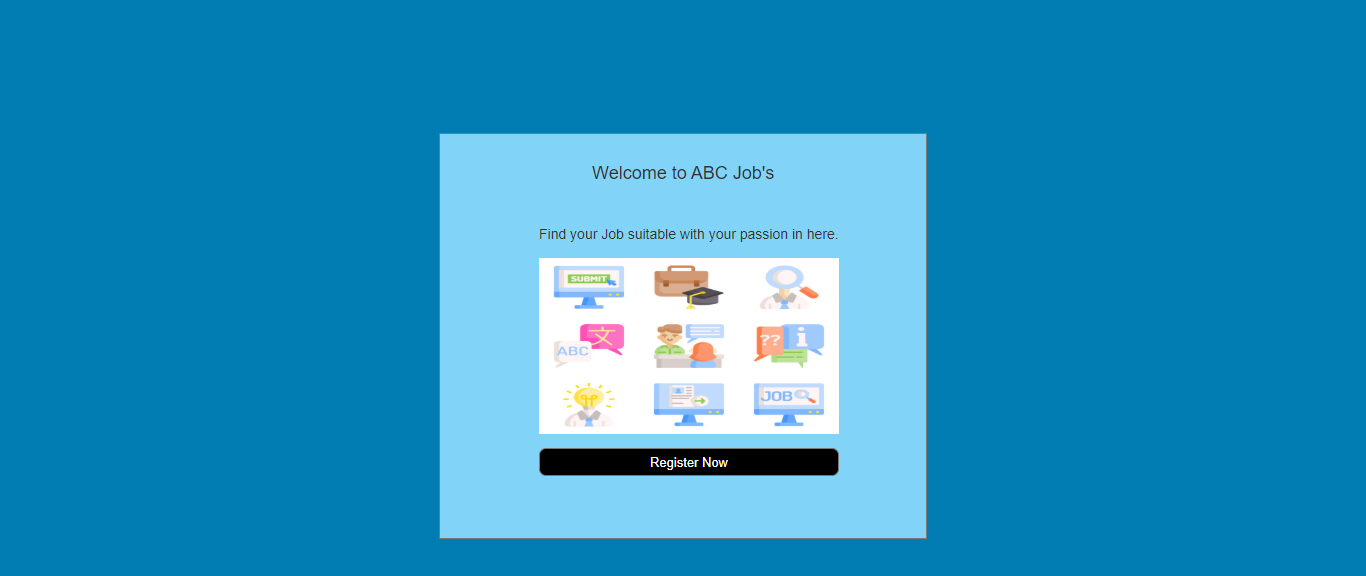 Welcome to ABC Job's
Find your Job suitable with your passion in here.
SUBMIT
ABC
文
??
i
JOB
Register Now